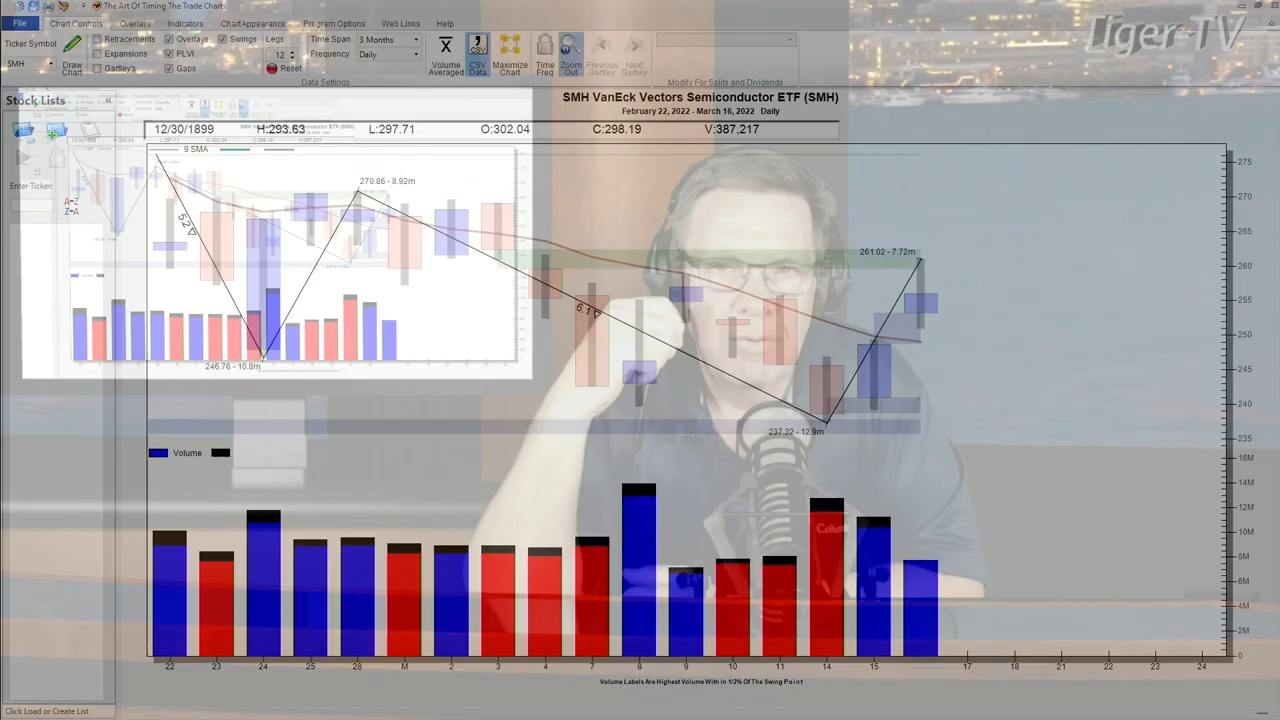 The Art Of Timing The Trade Charts
Tiger-TV
File Chart Controls Overlays Indicators Chart Appearance Program Options Web Links Help
Ticker Symbol
SMH
Draw Chart
Retracements Overlays Swings Legs
Expansions PLVI 12
Gartley's Gaps Reset
Time Span 3 Months
Frequency Daily
Data Settings
Volume Averaged
CSV Data
Maximize Chart
Time Freq
Zoom Out
Previous Gartley
Next Gartley
Modify For Splits and Dividends
Stock Lists
Enter Ticker:
SMH VanEck Vectors Semiconductor ETF (SMH)
February 22, 2022 - March 16, 2022 Daily
12/30/1899 H:293.63 L:297.71 O:302.04 C:298.19 V:387,217
9 SMA
270.86 - 8.92m
261.02 - 7.72m
5.2
6.1
246.76 - 10.8m
237.32 - 12.9m
275
270
265
260
255
250
245
240
235
Volume
16M
14M
12M
10M
8M
6M
4M
2M
0
22 23 24 25 28 M 2 3 4 7 8 9 10 11 14 15 17 18 21 22 23 24
Volume Labels Are Highest Volume With in 1/2% Of The Swing Point
Click Load or Create List